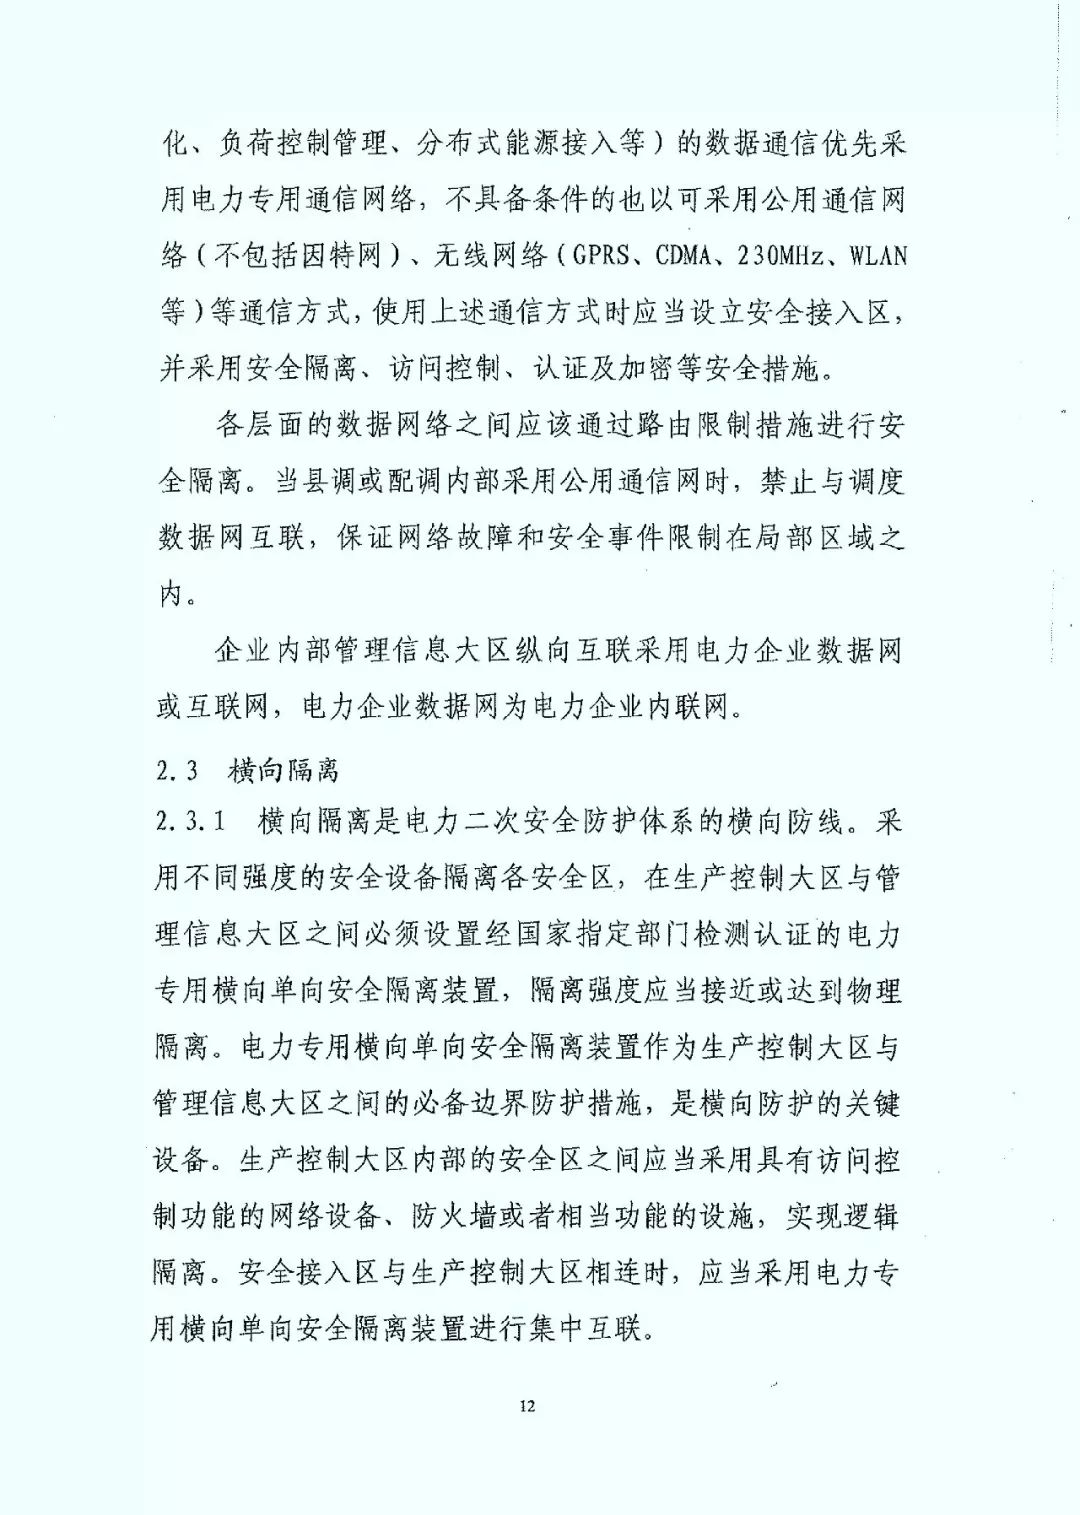 化、负荷控制管理、分布式能源接入等)的数据通信优先采
用电力专用通信网络，不具备条件的也以可采用公用通信网
络(不包括因特网)、无线网络(GPRS、CDMA、230MHz、WLAN
等)等通信方式，使用上述通信方式时应当设立安全接入区，
并采用安全隔离、访问控制、认证及加密等安全措施。
各层面的数据网络之间应该通过路由限制措施进行安
全隔离。当县调或配调内部采用公用通信网时，禁止与调度
数据网互联，保证网络故障和安全事件限制在局部区域之
内。
企业内部管理信息大区纵向互联采用电力企业数据网
或互联网，电力企业数据网为电力企业内联网。
2.3 横向隔离
2.3.1 横向隔离是电力二次安全防护体系的横向防线。采
用不同强度的安全设备隔离各安全区，在生产控制大区与管
理信息大区之间必须设置经国家指定部门检测认证的电力
专用横向单向安全隔离装置，隔离强度应当接近或达到物理
隔离。电力专用横向单向安全隔离装置作为生产控制大区与
管理信息大区之间的必备边界防护措施，是横向防护的关键
设备。生产控制大区内部的安全区之间应当采用具有访问控
制功能的网络设备、防火墙或者相当功能的设施，实现逻辑
隔离。安全接入区与生产控制大区相连时，应当采用电力专
用横向单向安全隔离装置进行集中互联。
12